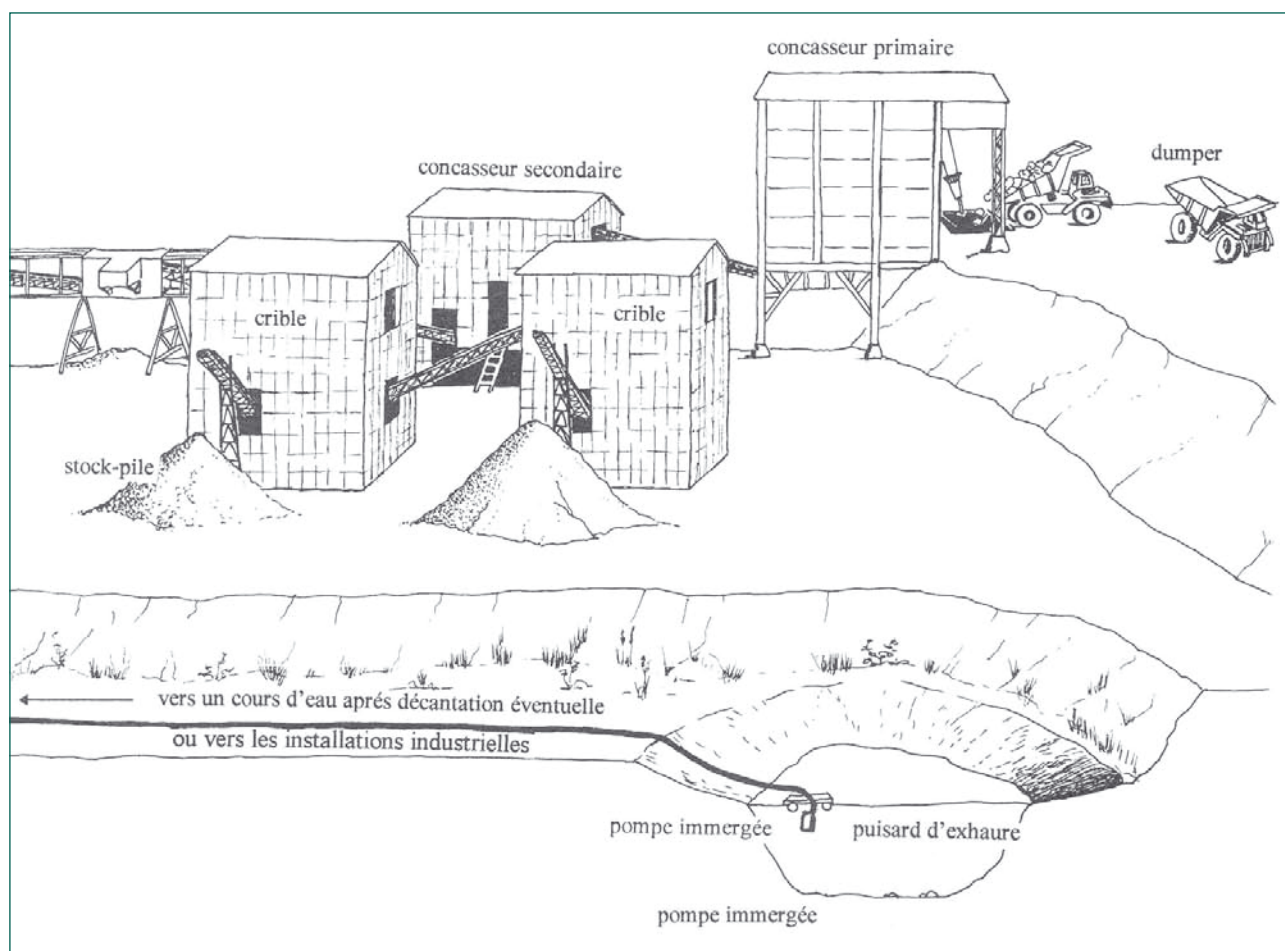 concasseur primaire
dumper
concasseur secondaire
crible
crible
stock-pile
vers un cours d'eau aprés décantation éventuelle
ou vers les installations industrielles
pompe immergée
puisard d'exhaure
pompe immergée